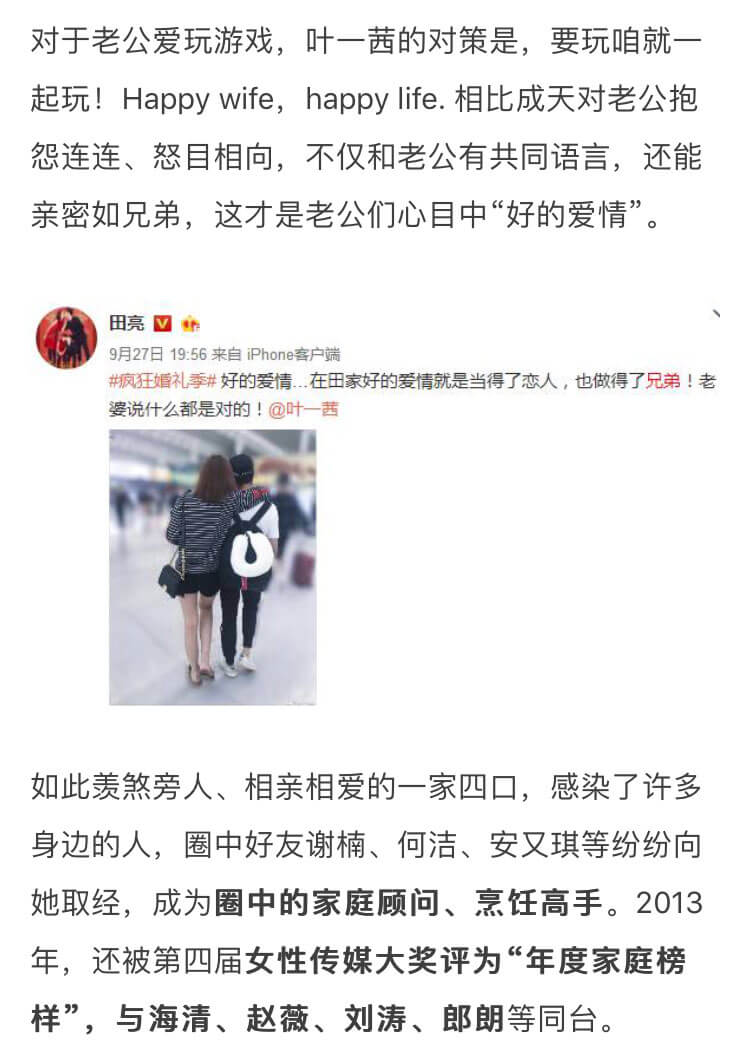 对于老公爱玩游戏，叶一茜的对策是，要玩咱就一
起玩！Happy wife，happy life. 相比成天对老公抱
怨连连、怒目相向，不仅和老公有共同语言，还能
亲密如兄弟，这才是老公们心目中“好的爱情”。
田亮
9月27日 19:56 来自 iPhone客户端
#疯狂婚礼季# 好的爱情...在田家好的爱情就是当得了恋人，也做得了兄弟！老
婆说什么都是对的！@叶一茜
如此羡煞旁人、相亲相爱的一家四口，感染了许多
身边的人，圈中好友谢楠、何洁、安又琪等纷纷向
她取经，成为圈中的家庭顾问、烹饪高手。2013
年，还被第四届女性传媒大奖评为“年度家庭榜
样”，与海清、赵薇、刘涛、郎朗等同台。